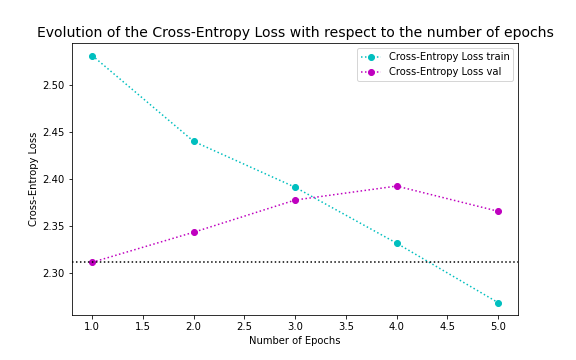 Evolution of the Cross-Entropy Loss with respect to the number of epochs
Cross-Entropy Loss train
Cross-Entropy Loss val
Cross-Entropy Loss
2.50
2.45
2.40
2.35
2.30
1.0 1.5 2.0 2.5 3.0 3.5 4.0 4.5 5.0
Number of Epochs